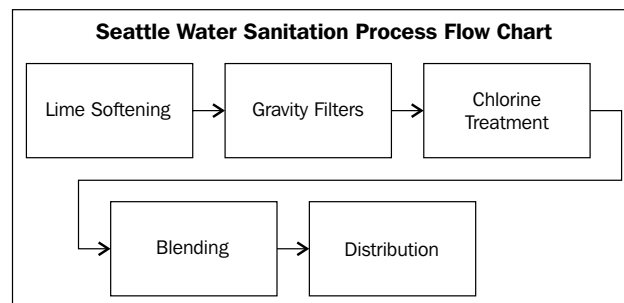 Seattle Water Sanitation Process Flow Chart
Lime Softening
Gravity Filters
Chlorine
Treatment
Blending
Distribution